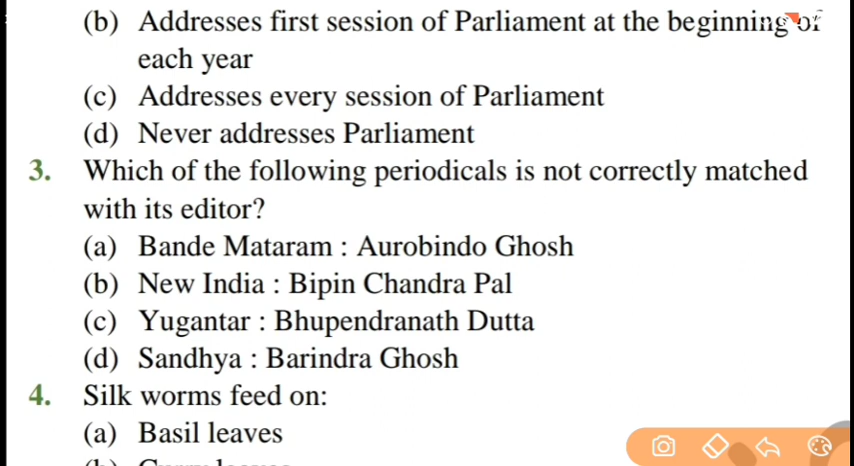 (b) Addresses first session of Parliament at the beginning of
each year
(c) Addresses every session of Parliament
(d) Never addresses Parliament
3. Which of the following periodicals is not correctly matched
with its editor?
(a) Bande Mataram : Aurobindo Ghosh
(b) New India : Bipin Chandra Pal
(c) Yugantar : Bhupendranath Dutta
(d) Sandhya : Barindra Ghosh
4. Silk worms feed on:
(a) Basil leaves